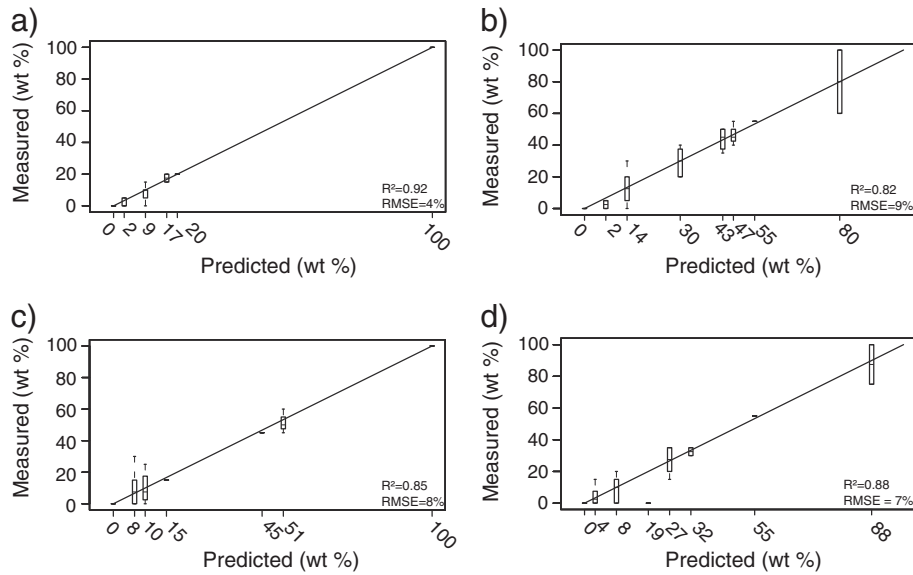 a)
Measured (wt %)
100
80
60
40
20
0
R²=0.92
RMSE=4%
0 2 9 17 20 100
Predicted (wt %)
b)
Measured (wt %)
100
80
60
40
20
0
R²=0.82
RMSE=9%
0 2 14 30 43 47 55 80
Predicted (wt %)
c)
Measured (wt %)
100
80
60
40
20
0
R²=0.85
RMSE=8%
0 8 10 15 45 51 100
Predicted (wt %)
d)
Measured (wt %)
100
80
60
40
20
0
R²=0.88
RMSE = 7%
0 4 8 19 27 32 55 88
Predicted (wt %)